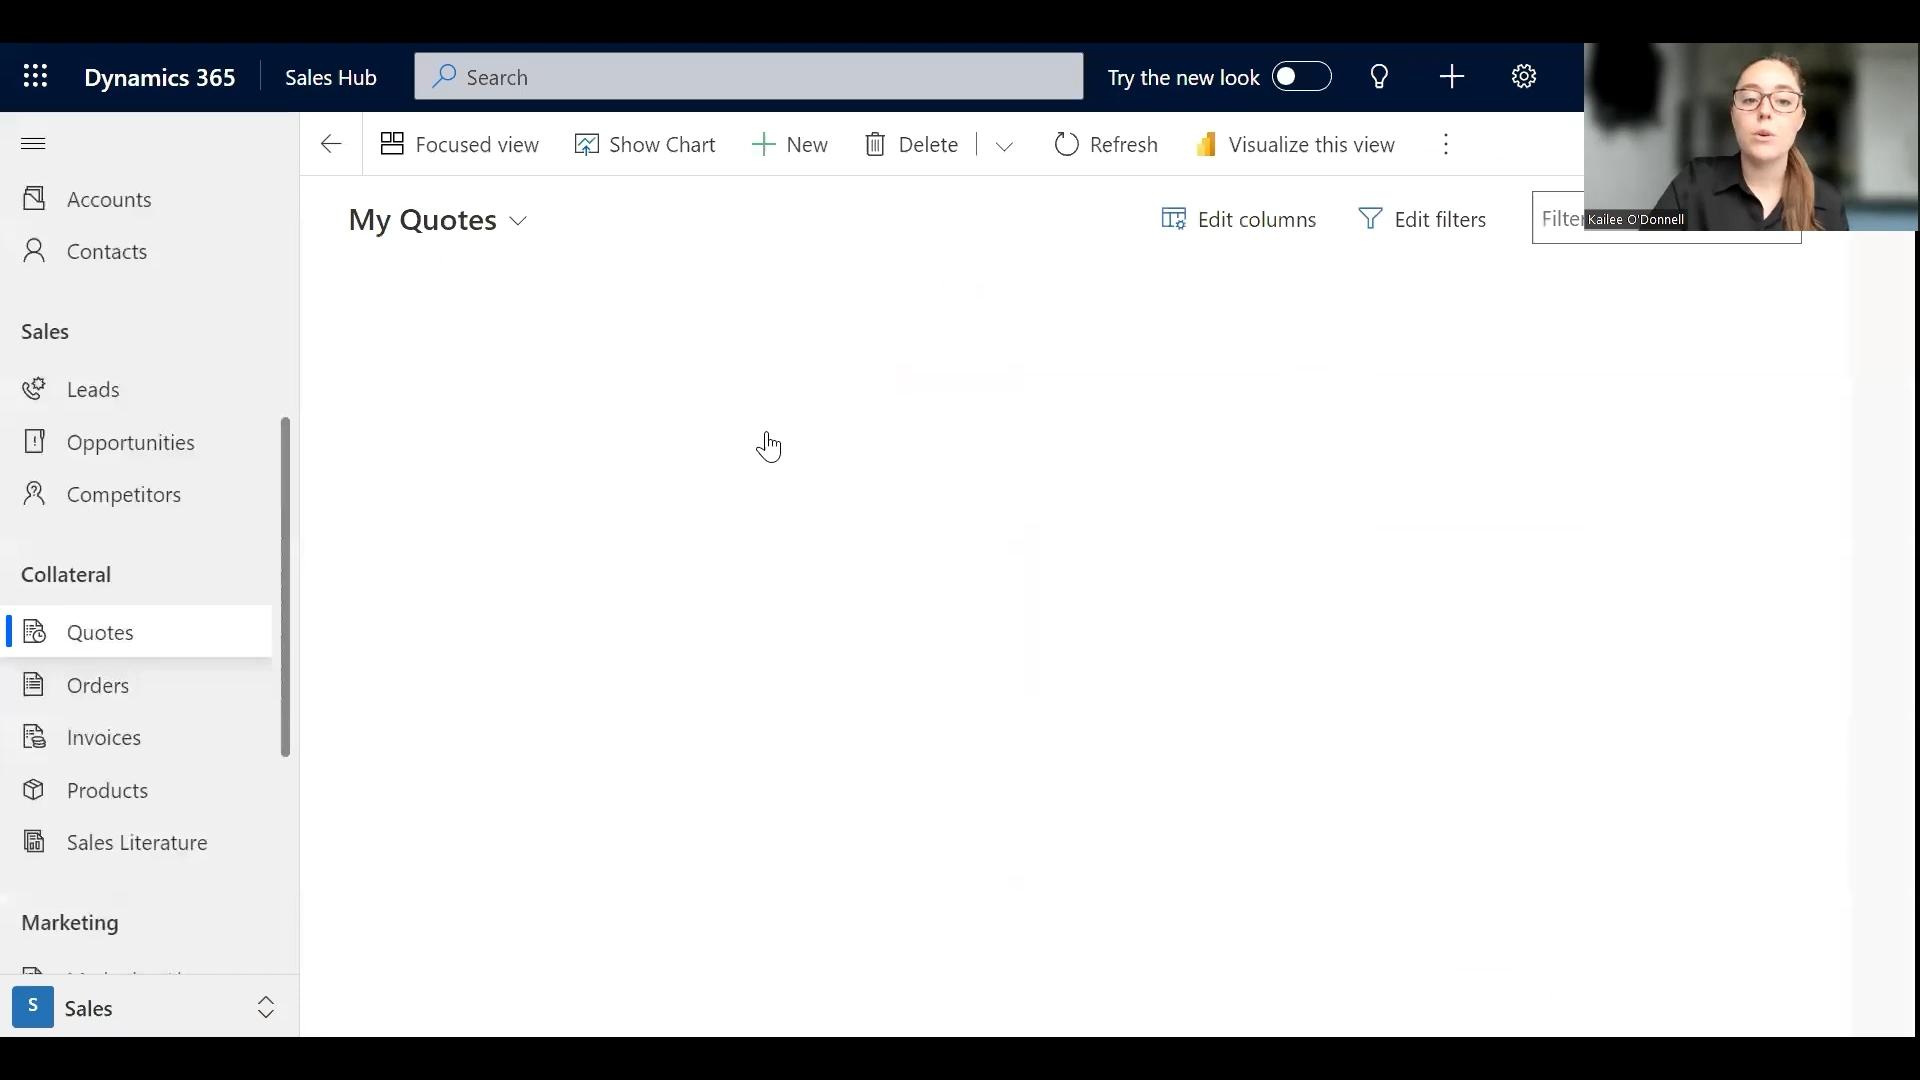 Dynamics 365
Sales Hub
Search
Try the new look
Focused view
Show Chart
New
Delete
Refresh
Visualize this view
Kailee O'Donnell
My Quotes
Edit columns
Edit filters
Filter
Accounts
Contacts
Sales
Leads
Opportunities
Competitors
Collateral
Quotes
Orders
Invoices
Products
Sales Literature
Marketing
S
Sales